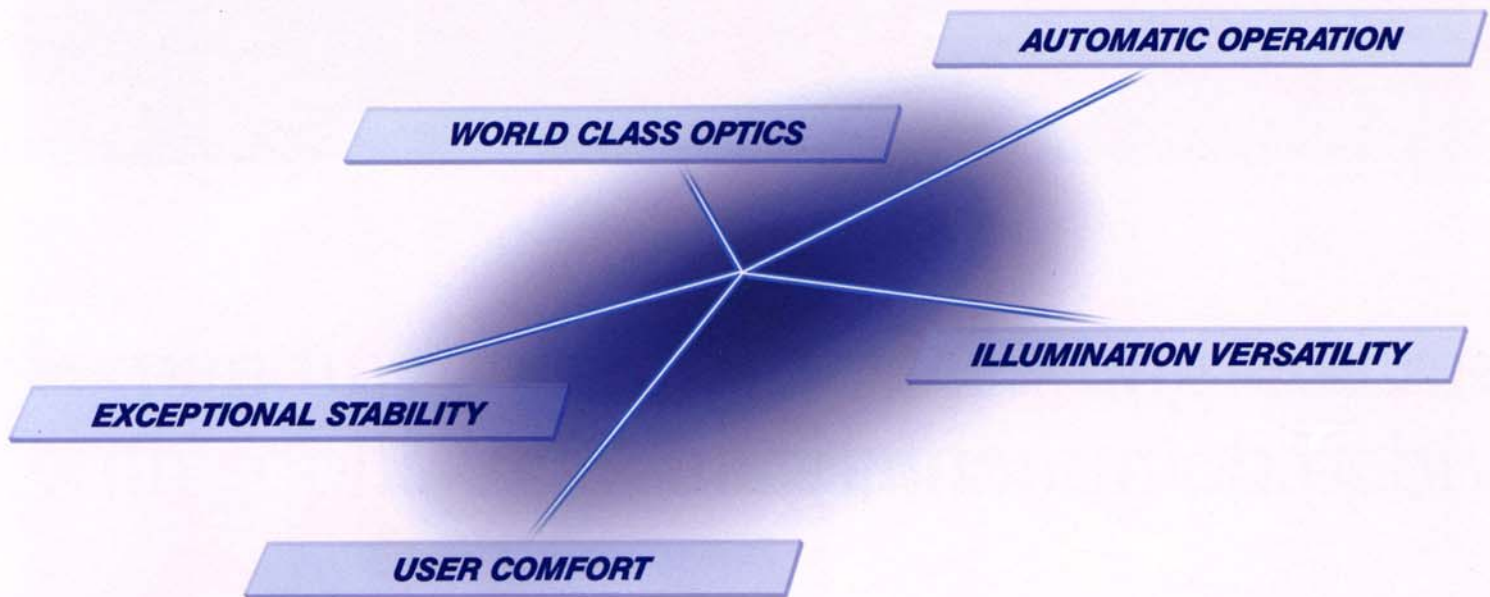 AUTOMATIC OPERATION
WORLD CLASS OPTICS
ILLUMINATION VERSATILITY
EXCEPTIONAL STABILITY
USER COMFORT